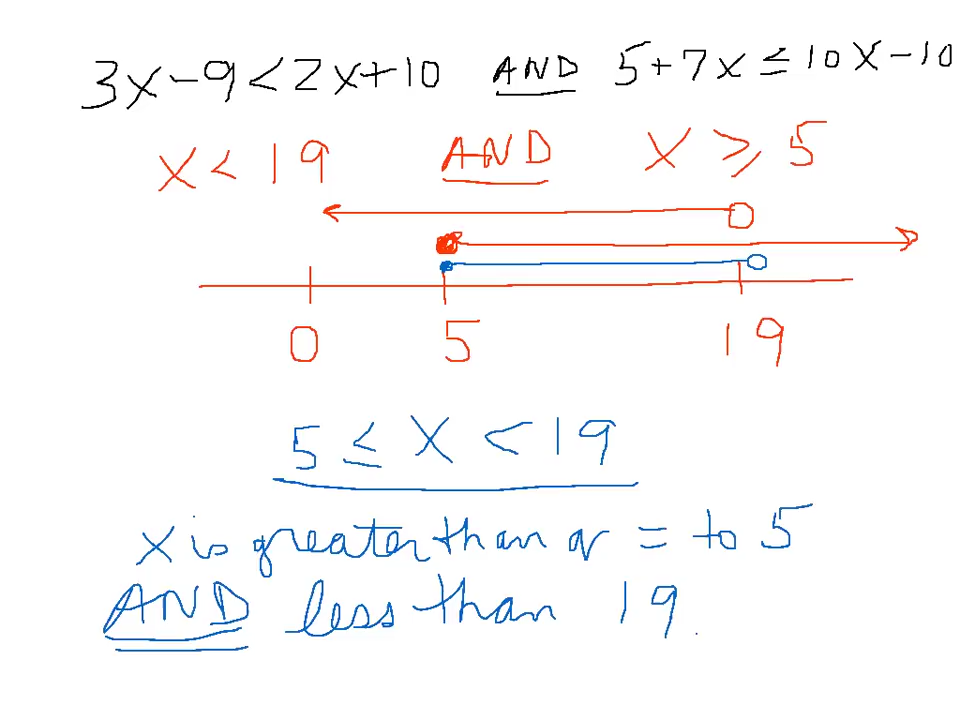 3x-9<2x+10 AND 5+7x≤10x-10
x<19 AND x≥5
0 5 19
5≤x<19
x is greater than or = to 5
AND less than 19